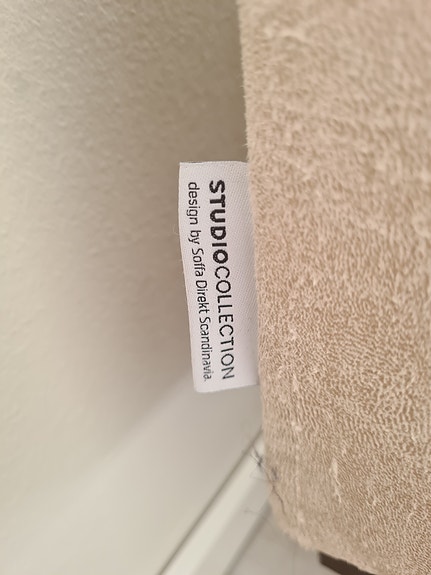 STUDIOCOLLECTION
design by Soffa Direkt Scandinavia.